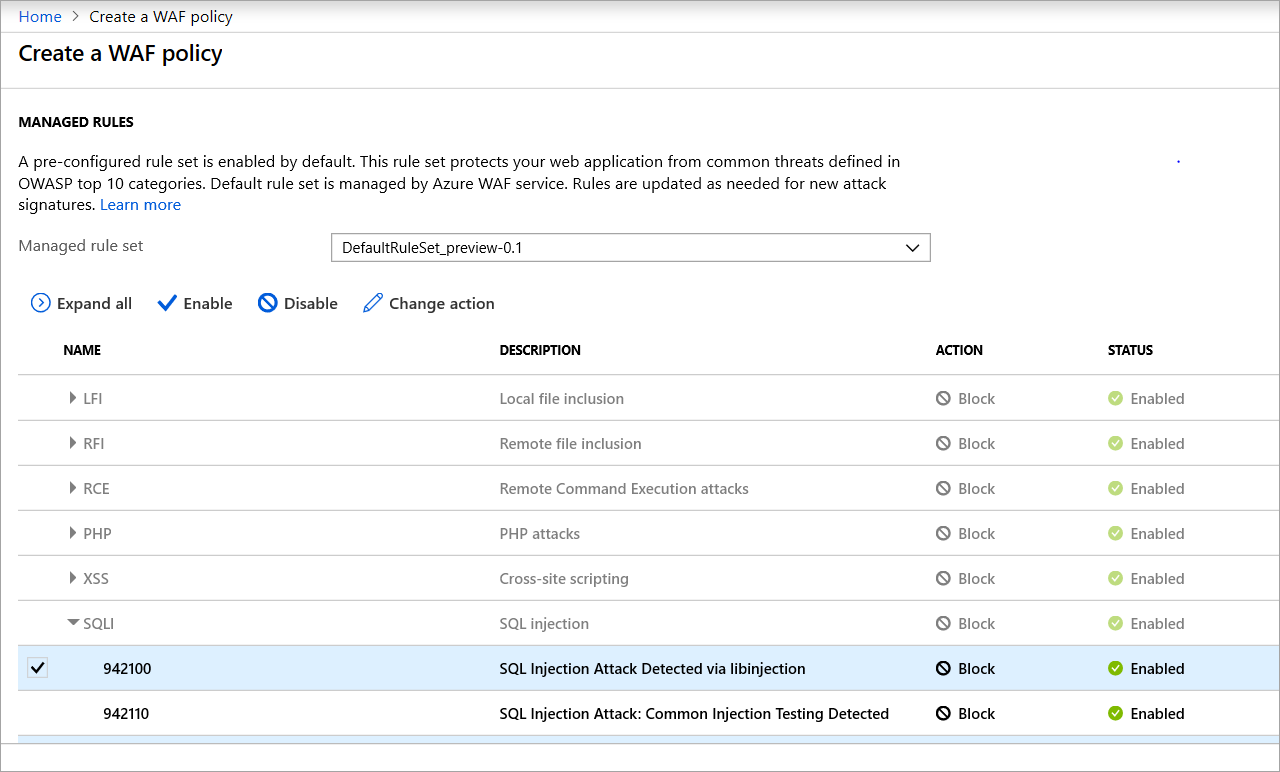 Home > Create a WAF policy
Create a WAF policy
MANAGED RULES
A pre-configured rule set is enabled by default. This rule set protects your web application from common threats defined in
OWASP top 10 categories. Default rule set is managed by Azure WAF service. Rules are updated as needed for new attack
signatures. Learn more
Managed rule set DefaultRuleSet_preview-0.1
Expand all Enable Disable Change action
NAME DESCRIPTION ACTION STATUS
LFI Local file inclusion Block Enabled
RFI Remote file inclusion Block Enabled
RCE Remote Command Execution attacks Block Enabled
PHP PHP attacks Block Enabled
XSS Cross-site scripting Block Enabled
SQLI SQL injection Block Enabled
942100 SQL Injection Attack Detected via libinjection Block Enabled
942110 SQL Injection Attack: Common Injection Testing Detected Block Enabled